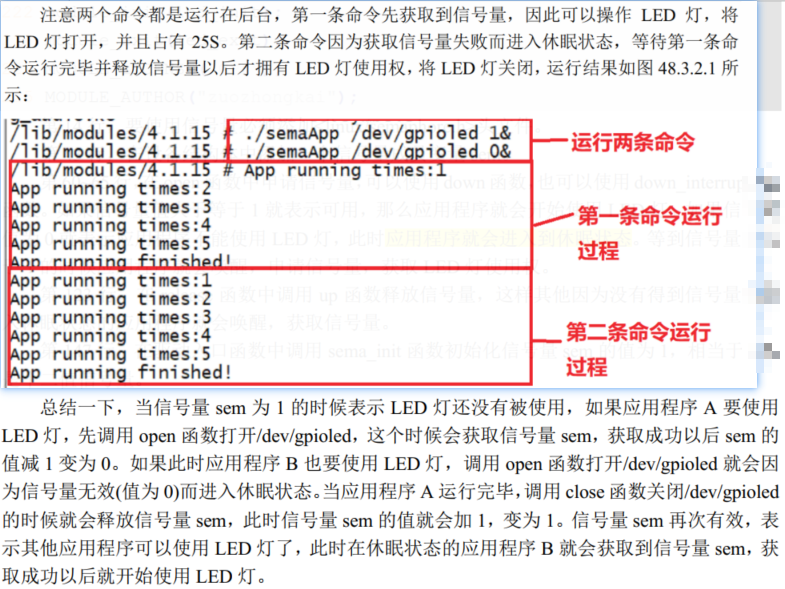 注意两个命令都是运行在后台，第一条命令先获取到信号量，因此可以操作 LED 灯，将
LED 灯打开，并且占有 25S。第二条命令因为获取信号量失败而进入休眠状态，等待第一条命
令运行完毕并释放信号量以后才拥有 LED 灯使用权，将 LED 灯关闭，运行结果如图 48.3.2.1 所
示：
/lib/modules/4.1.15 # ./semaApp /dev/gpioled 1&
/lib/modules/4.1.15 # ./semaApp /dev/gpioled 0&
运行两条命令
/lib/modules/4.1.15 # App running times:1
App running times:2
App running times:3
App running times:4
App running times:5
App running finished!
第一条命令运行
过程
App running times:1
App running times:2
App running times:3
App running times:4
App running times:5
App running finished!
第二条命令运行
过程
总结一下，当信号量 sem 为 1 的时候表示 LED 灯还没有被使用，如果应用程序 A 要使用
LED 灯，先调用 open 函数打开/dev/gpioled，这个时候会获取信号量 sem，获取成功以后 sem 的
值减 1 变为 0。如果此时应用程序 B 也要使用 LED 灯，调用 open 函数打开/dev/gpioled 就会因
为信号量无效(值为 0)而进入休眠状态。当应用程序 A 运行完毕，调用 close 函数关闭/dev/gpioled
的时候就会释放信号量 sem，此时信号量 sem 的值就会加 1，变为 1。信号量 sem 再次有效，表
示其他应用程序可以使用 LED 灯了，此时在休眠状态的应用程序 B 就会获取到信号量 sem，获
取成功以后就开始使用 LED 灯。